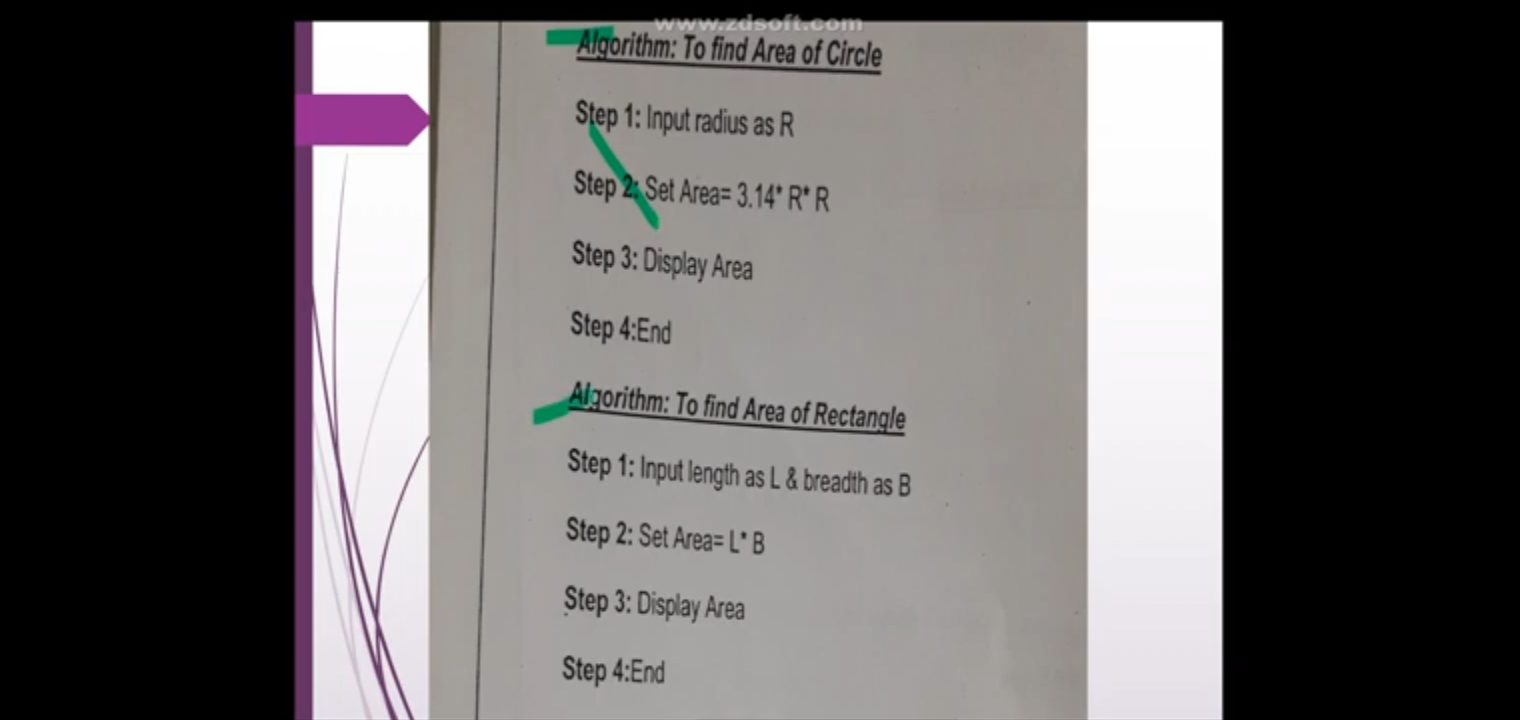 www.zdsoft.com
Algorithm: To find Area of Circle
Step 1: Input radius as R
Step 2: Set Area= 3.14* R* R
Step 3: Display Area
Step 4:End
Algorithm: To find Area of Rectangle
Step 1: Input length as L & breadth as B
Step 2: Set Area= L* B
Step 3: Display Area
Step 4:End